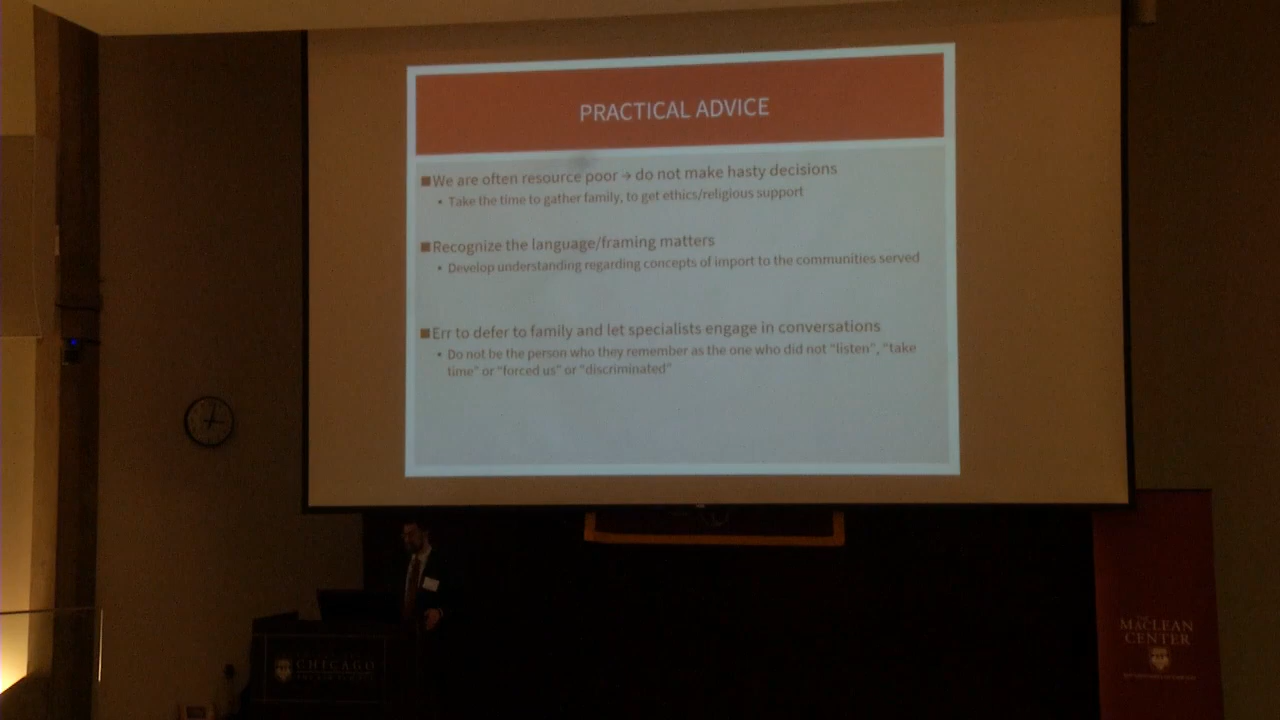 PRACTICAL ADVICE
■We are often resource poor → do not make hasty decisions
• Take the time to gather family, to get ethics/religious support
■Recognize the language/framing matters
• Develop understanding regarding concepts of import to the communities served
■Err to defer to family and let specialists engage in conversations
• Do not be the person who they remember as the one who did not “listen”, “take
time” or “forced us” or “discriminated”
CHICAGO
MACLEAN
CENTER